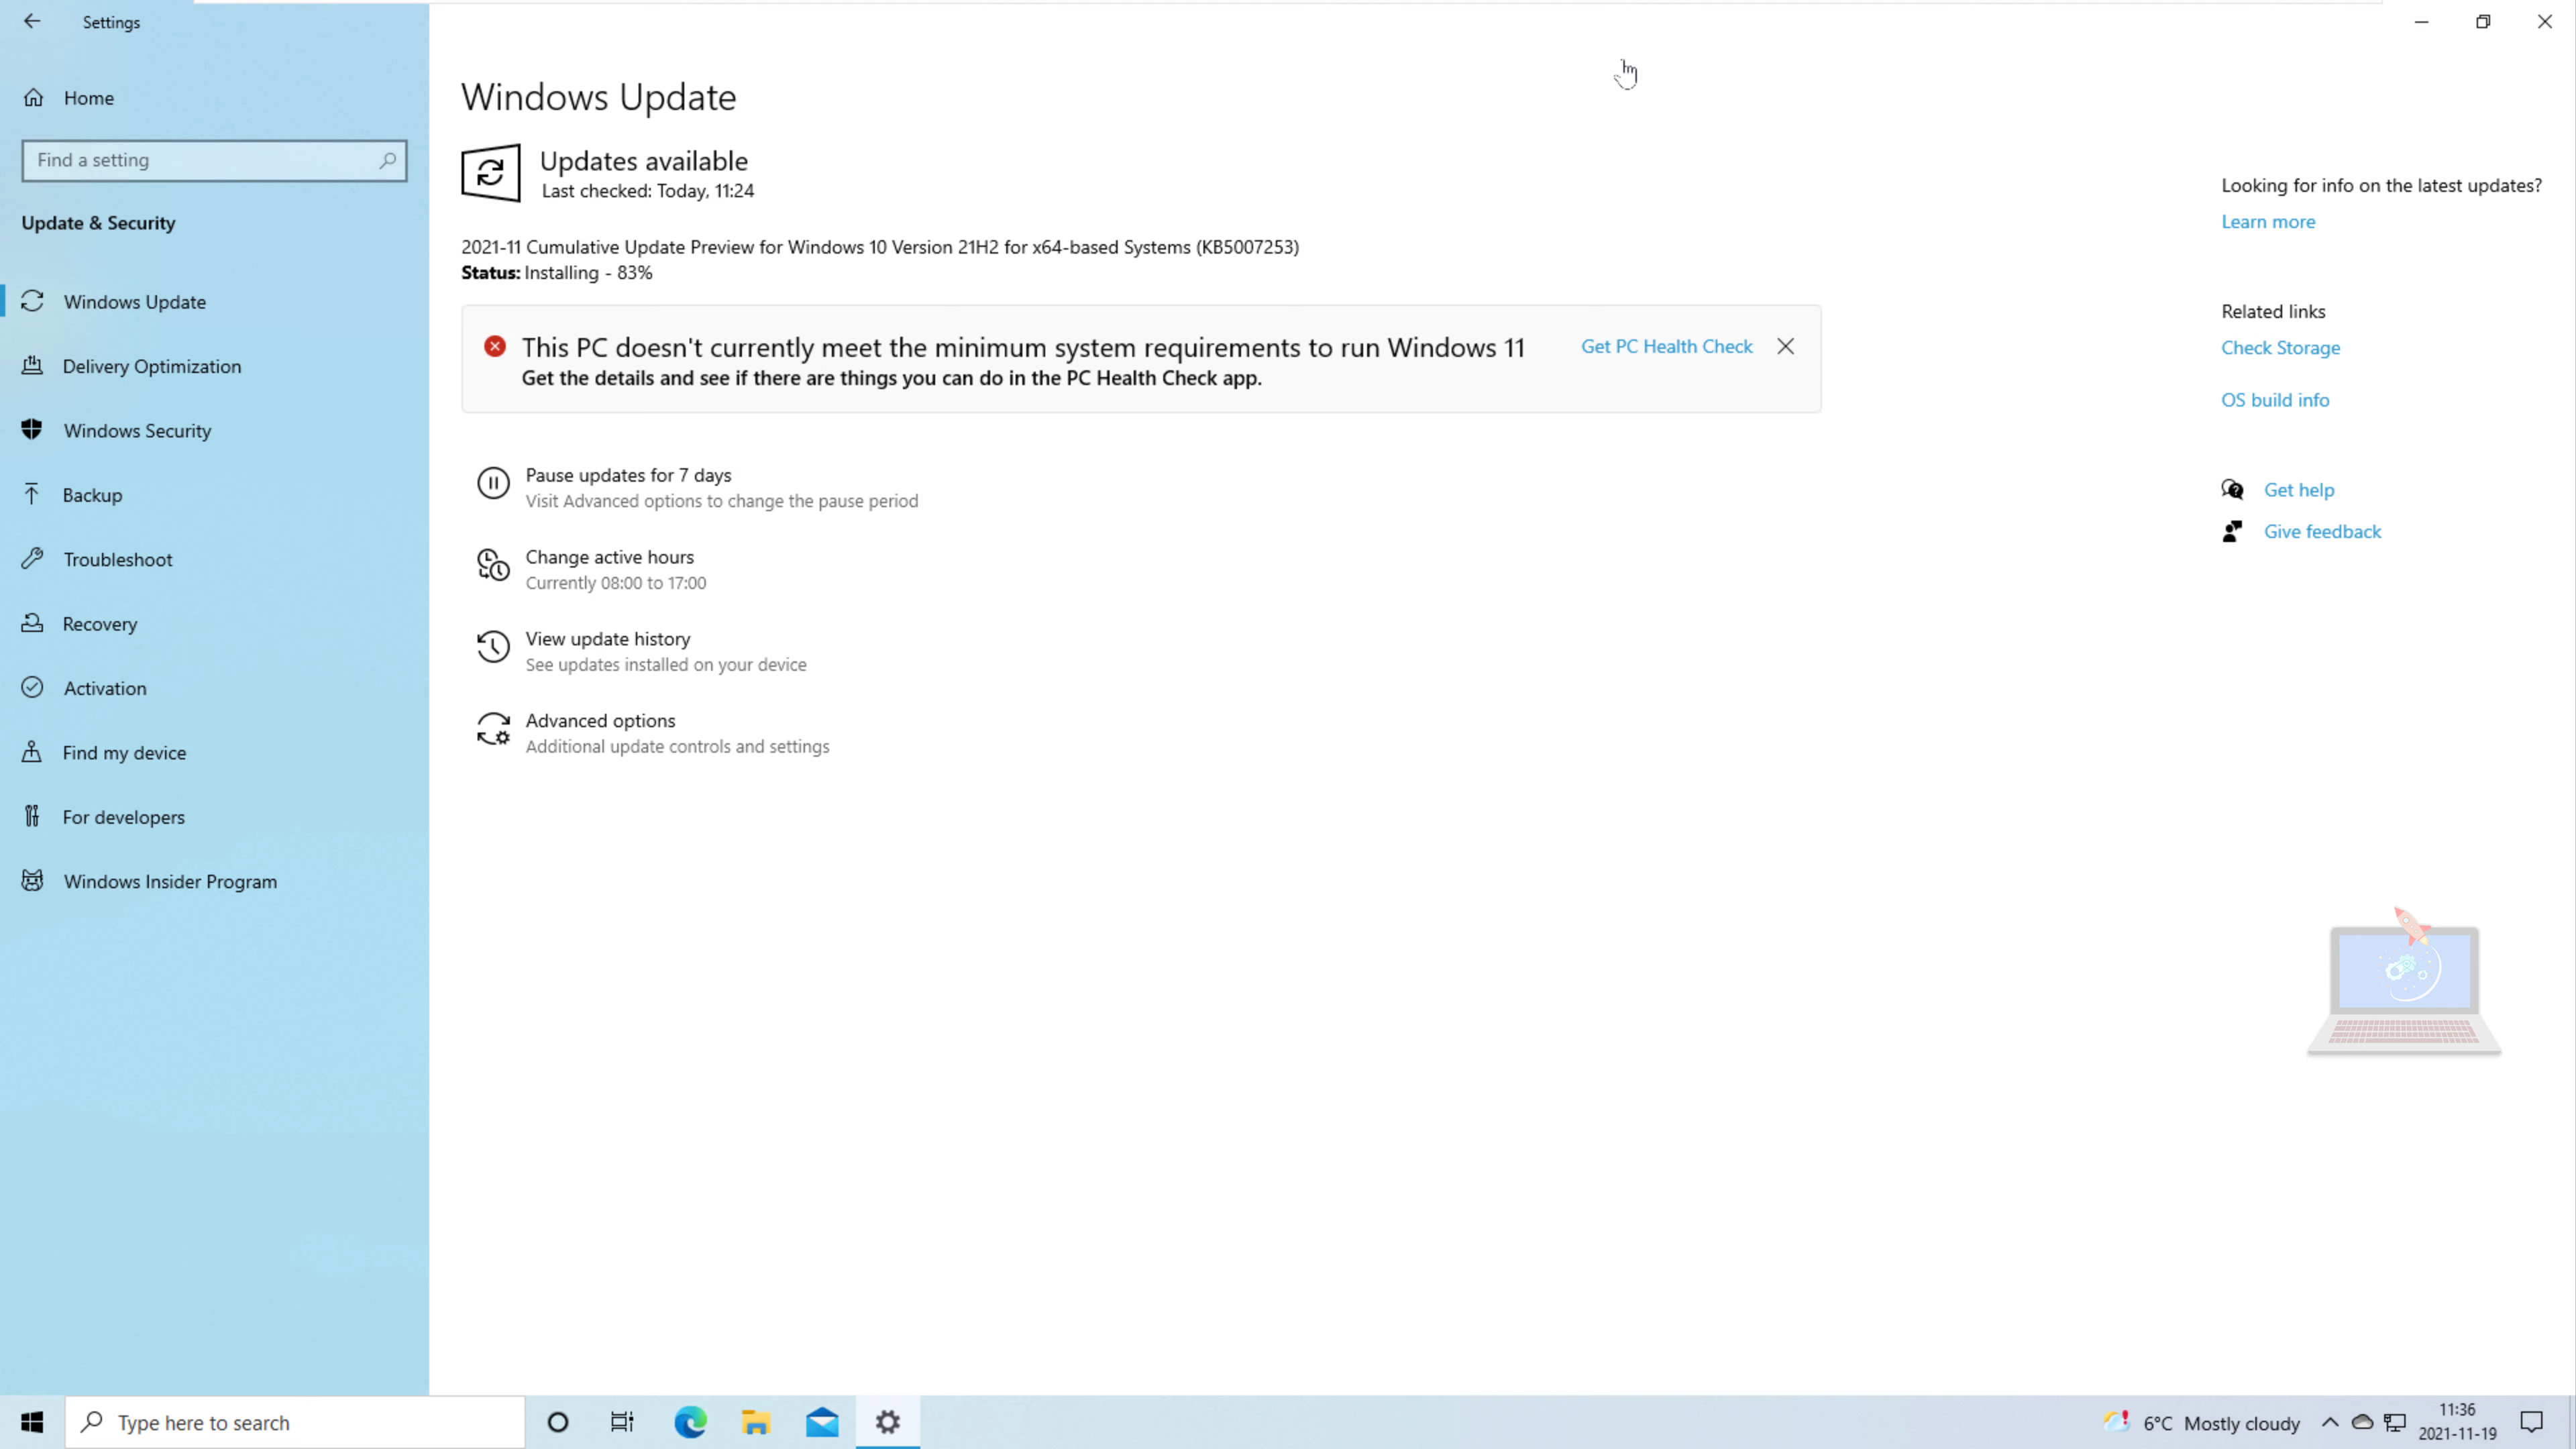 Settings
Home
Find a setting
Update & Security
Windows Update
Delivery Optimization
Windows Security
Backup
Troubleshoot
Recovery
Activation
Find my device
For developers
Windows Insider Program
Windows Update
Updates available
Last checked: Today, 11:24
2021-11 Cumulative Update Preview for Windows 10 Version 21H2 for x64-based Systems (KB5007253)
Status: Installing - 83%
This PC doesn't currently meet the minimum system requirements to run Windows 11
Get the details and see if there are things you can do in the PC Health Check app.
Get PC Health Check
Pause updates for 7 days
Visit Advanced options to change the pause period
Change active hours
Currently 08:00 to 17:00
View update history
See updates installed on your device
Advanced options
Additional update controls and settings
Looking for info on the latest updates?
Learn more
Related links
Check Storage
OS build info
Get help
Give feedback
Type here to search
6°C Mostly cloudy
11:36
2021-11-19